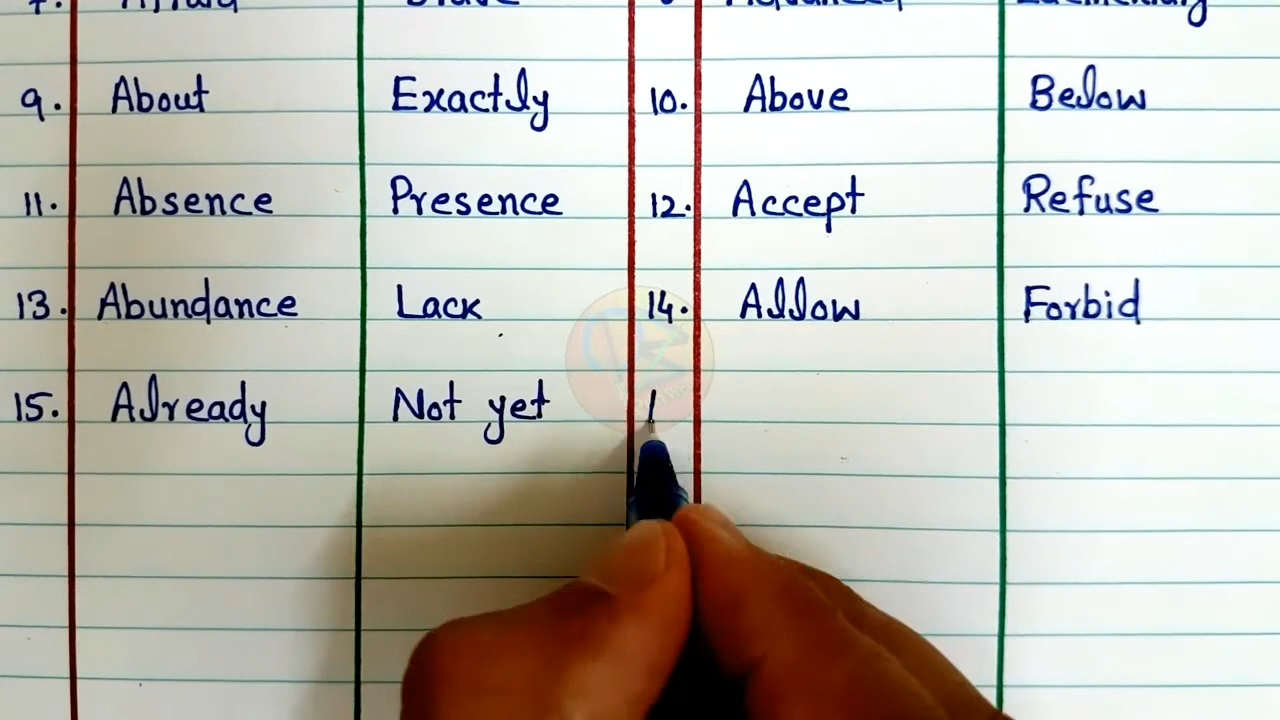 9. About Exactly 10. Above Below
11. Absence Presence 12. Accept Refuse
13. Abundance Lack 14. Allow Forbid
15. Already Not yet 1